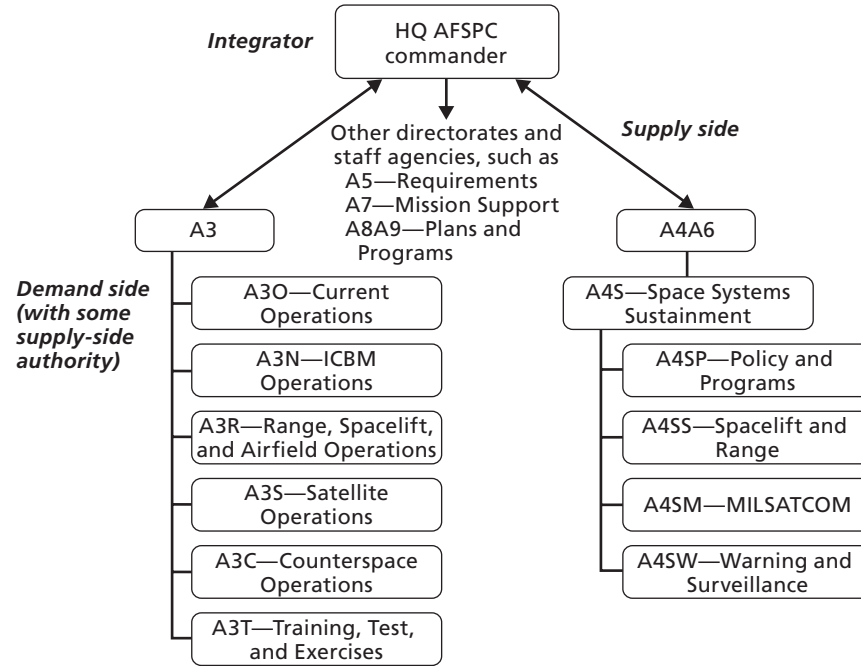 Integrator
HQ AFSPC
commander
Other directorates and
staff agencies, such as
A5—Requirements
A7—Mission Support
A8A9—Plans and
Programs
Supply side
A3
A4A6
Demand side
(with some
supply-side
authority)
A3O—Current
Operations
A3N—ICBM
Operations
A3R—Range, Spacelift,
and Airfield Operations
A3S—Satellite
Operations
A3C—Counterspace
Operations
A3T—Training, Test,
and Exercises
A4S—Space Systems
Sustainment
A4SP—Policy and
Programs
A4SS—Spacelift and
Range
A4SM—MILSATCOM
A4SW—Warning and
Surveillance